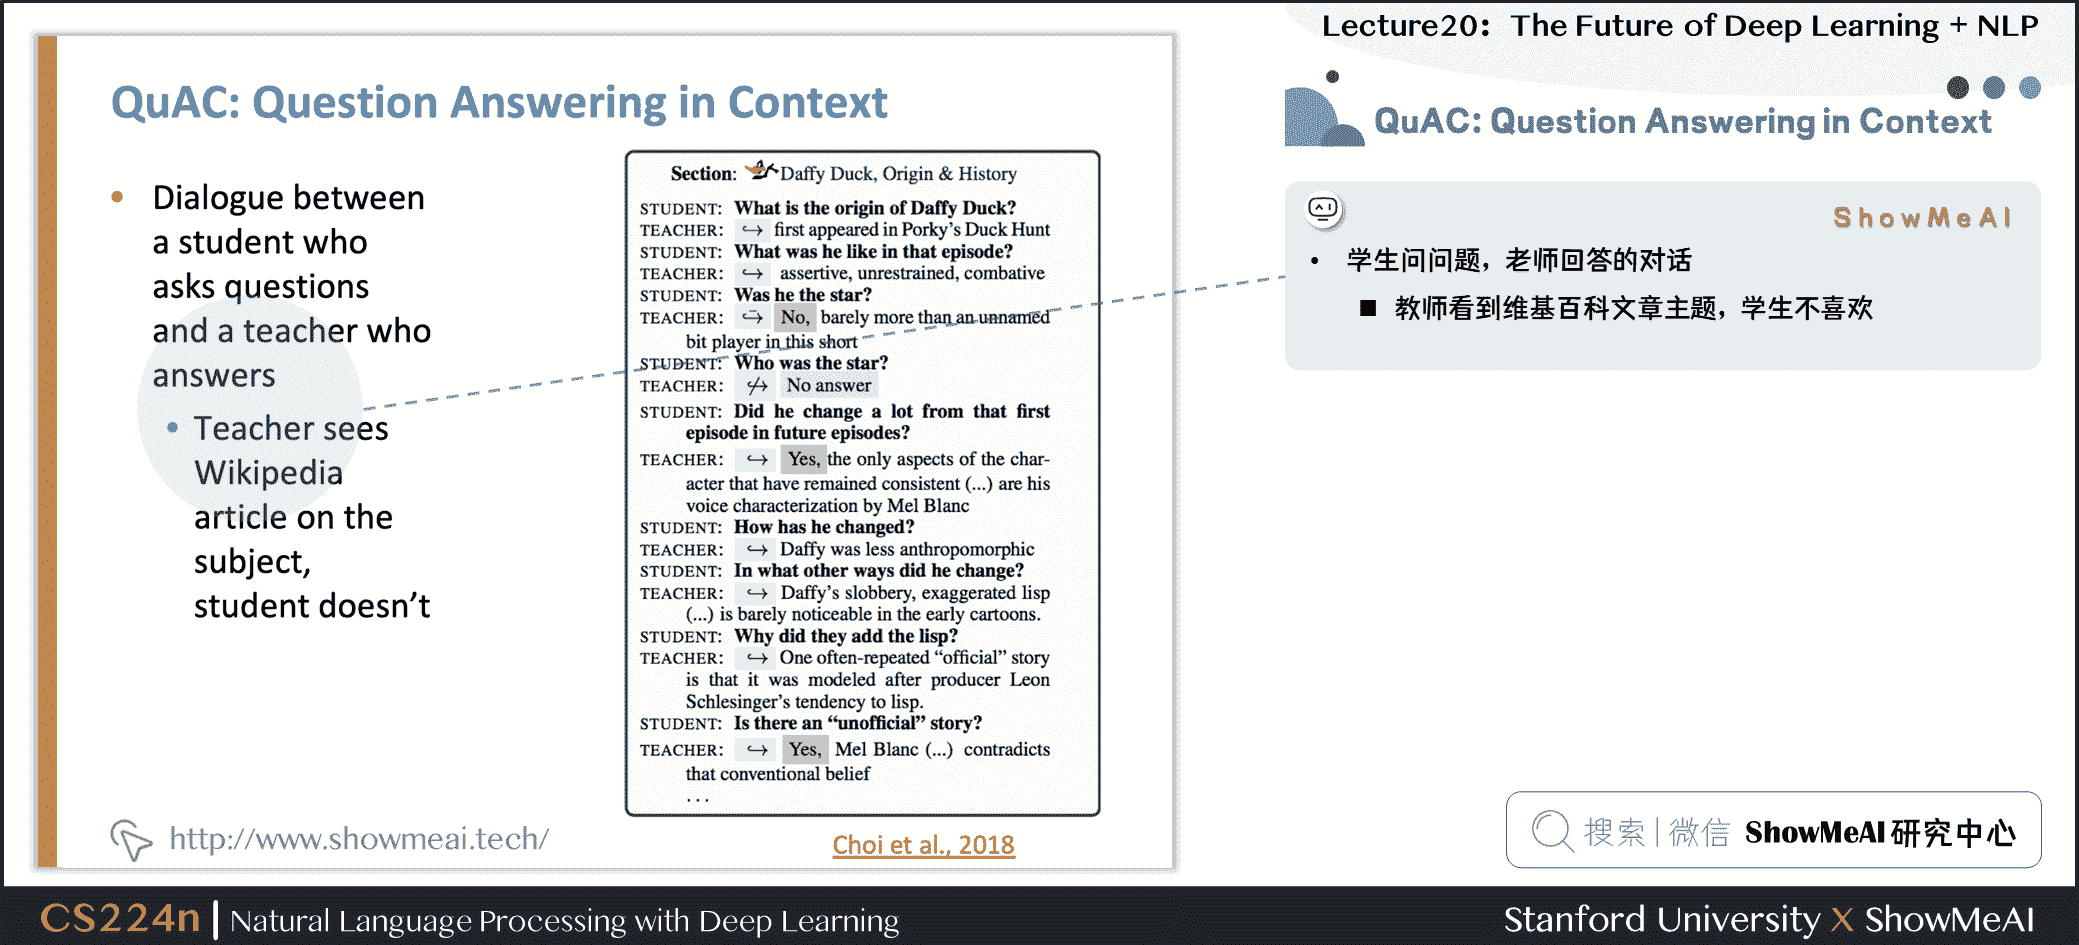 Lecture20: The Future of Deep Learning + NLP
QuAC: Question Answering in Context
Dialogue between
a student who
asks questions
and a teacher who
answers
Teacher sees
Wikipedia
article on the
subject,
student doesn't
Section: Daffy Duck, Origin & History
STUDENT: What is the origin of Daffy Duck?
TEACHER: ↪ first appeared in Porky's Duck Hunt
STUDENT: What was he like in that episode?
TEACHER: ↪ assertive, unrestrained, combative
STUDENT: Was he the star?
TEACHER: ↪ No, barely more than an unnamed
bit player in this short
STUDENT: Who was the star?
TEACHER: ↪̸ No answer
STUDENT: Did he change a lot from that first
episode in future episodes?
TEACHER: ↪ Yes, the only aspects of the char-
acter that have remained consistent (...) are his
voice characterization by Mel Blanc
STUDENT: How has he changed?
TEACHER: ↪ Daffy was less anthropomorphic
STUDENT: In what other ways did he change?
TEACHER: ↪ Daffy's slobbery, exaggerated lisp
(...) is barely noticeable in the early cartoons.
STUDENT: Why did they add the lisp?
TEACHER: ↪ One often-repeated "official" story
is that it was modeled after producer Leon
Schlesinger's tendency to lisp.
STUDENT: Is there an "unofficial" story?
TEACHER: ↪ Yes, Mel Blanc (...) contradicts
that conventional belief
...
http://www.showmeai.tech/
Choi et al., 2018
QuAC: Question Answering in Context
ShowMeAI
学生问问题，老师回答的对话
教师看到维基百科文章主题，学生不喜欢
搜索 | 微信 ShowMeAI 研究中心
CS224n | Natural Language Processing with Deep Learning
Stanford University X ShowMeAI